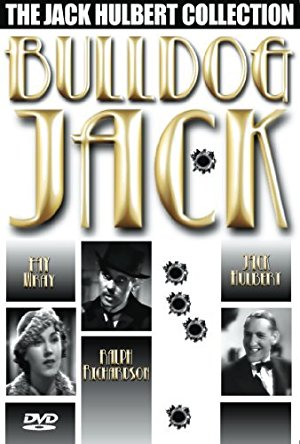 THE JACK HULBERT COLLECTION
BULLDOG
JACK
FAY
WRAY
JACK
HULBERT
RALPH
RICHARDSON
DVD